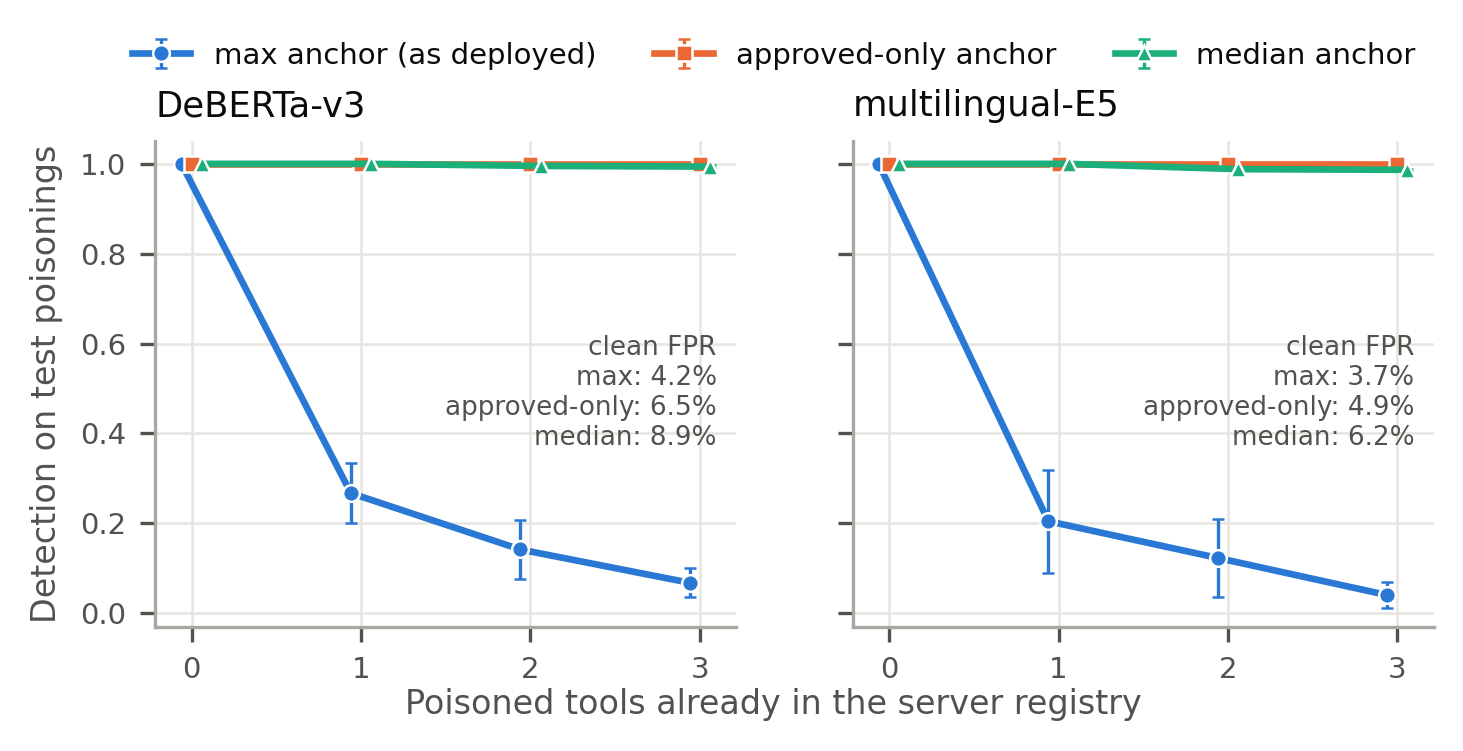 max anchor (as deployed) approved-only anchor median anchor
DeBERTa-v3
multilingual-E5
Detection on test poisonings
1.0
0.8
0.6
0.4
0.2
0.0
clean FPR
max: 4.2%
approved-only: 6.5%
median: 8.9%
clean FPR
max: 3.7%
approved-only: 4.9%
median: 6.2%
0 1 2 3
0 1 2 3
Poisoned tools already in the server registry